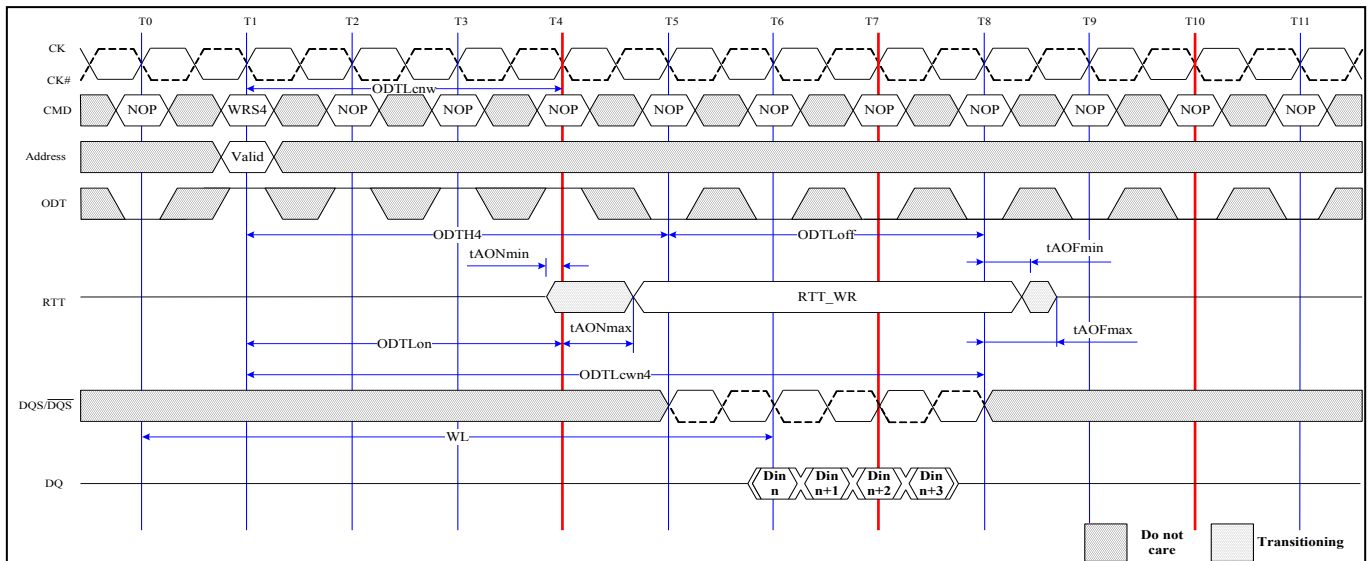 T0 T1 T2 T3 T4 T5 T6 T7 T8 T9 T10 T11
CK
CK#
ODTLcnw
CMD NOP WRS4 NOP NOP NOP NOP NOP NOP NOP NOP NOP NOP
Address Valid
ODT
ODTH4 ODTLoff
tAONmin tAOFmin
RTT RTT_WR
tAONmax tAOFmax
ODTLon
ODTLcwn4
DQS/DQS
WL
DQ Din n Din n+1 Din n+2 Din n+3
Do not care Transitioning